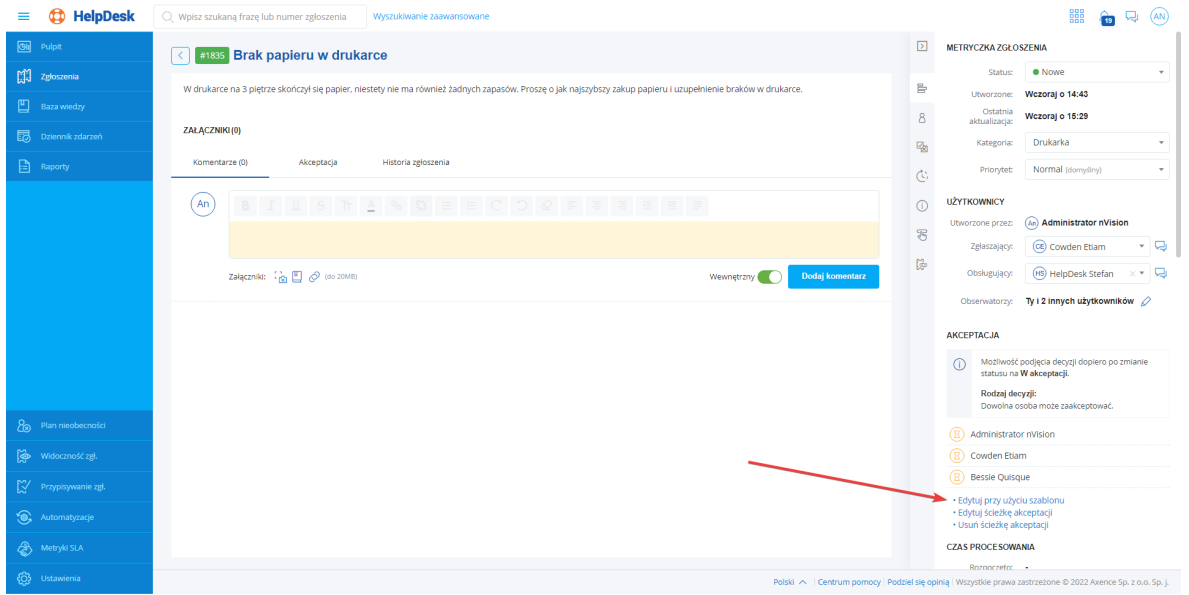 HelpDesk
Wpisz szukaną frazę lub numer zgłoszenia
Wyszukiwanie zaawansowane
19
AN
Pulpit
Zgłoszenia
Baza wiedzy
Dziennik zdarzeń
Raporty
Plan nieobecności
Widoczność zgł.
Przypisywanie zgł.
Automatyzacje
Metryki SLA
Ustawienia
#1835 Brak papieru w drukarce
W drukarce na 3 piętrze skończył się papier, niestety nie ma również żadnych zapasów. Proszę o jak najszybszy zakup papieru i uzupełnienie braków w drukarce.
ZAŁĄCZNIKI (0)
Komentarze (0) Akceptacja Historia zgłoszenia
An
Załączniki: (do 20MB)
Wewnętrzny Dodaj komentarz
METRYCZKA ZGŁOSZENIA
Status: Nowe
Utworzone: Wczoraj o 14:43
Ostatnia
aktualizacja: Wczoraj o 15:29
Kategoria: Drukarka
Priorytet: Normal (domyślny)
UŻYTKOWNICY
Utworzone przez: An Administrator nVision
Zgłaszający: CE Cowden Etiam
Obsługujący: HS HelpDesk Stefan
Obserwatorzy: Ty i 2 innych użytkowników
AKCEPTACJA
Możliwość podjęcia decyzji dopiero po zmianie
statusu na W akceptacji.
Rodzaj decyzji:
Dowolna osoba może zaakceptować.
Administrator nVision
Cowden Etiam
Bessie Quisque
• Edytuj przy użyciu szablonu
• Edytuj ścieżkę akceptacji
• Usuń ścieżkę akceptacji
CZAS PROCESOWANIA
Rozpoczęto: -
Polski | Centrum pomocy | Podziel się opinią | Wszystkie prawa zastrzeżone © 2022 Axence Sp. z o.o. Sp. j.